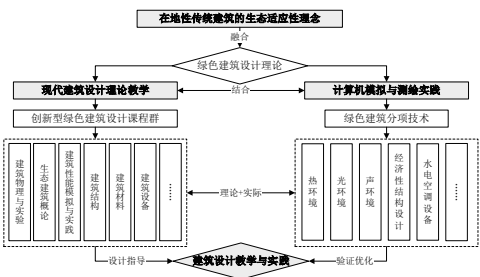 在地性传统建筑的生态适应性理念
融合
绿色建筑设计理论
现代建筑设计理论教学
结合
计算机模拟与测绘实践
创新型绿色建筑设计课程群
绿色建筑分项技术
建筑物理与实验
生态建筑概论
建筑性能模拟与实践
建筑结构
建筑材料
建筑设备
……
理论+实际
热环境
光环境
声环境
经济性结构设计
水电空调设备
……
设计指导
建筑设计教学与实践
验证优化